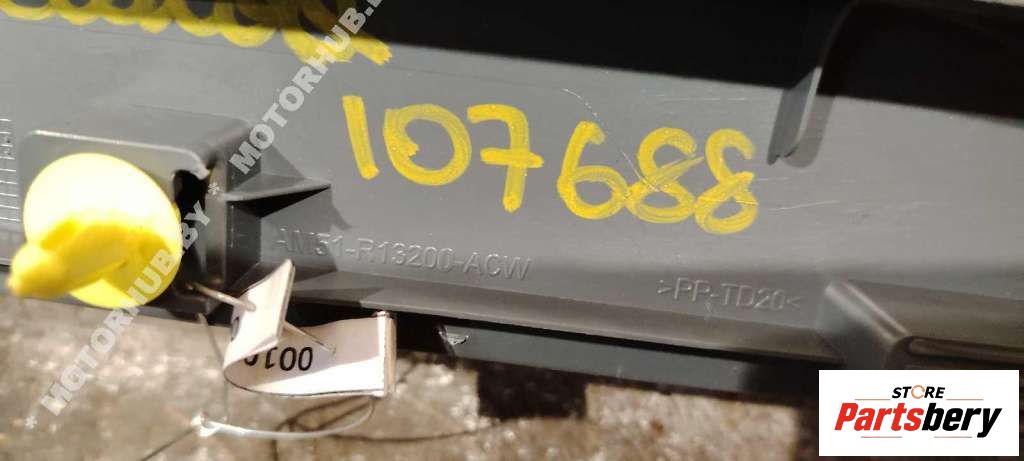 * MOTORHUB.BY * MOTORHUB.BY
107688
AM51-R13200-ACW
>PP-TD20<
0010
STORE
Partsbery